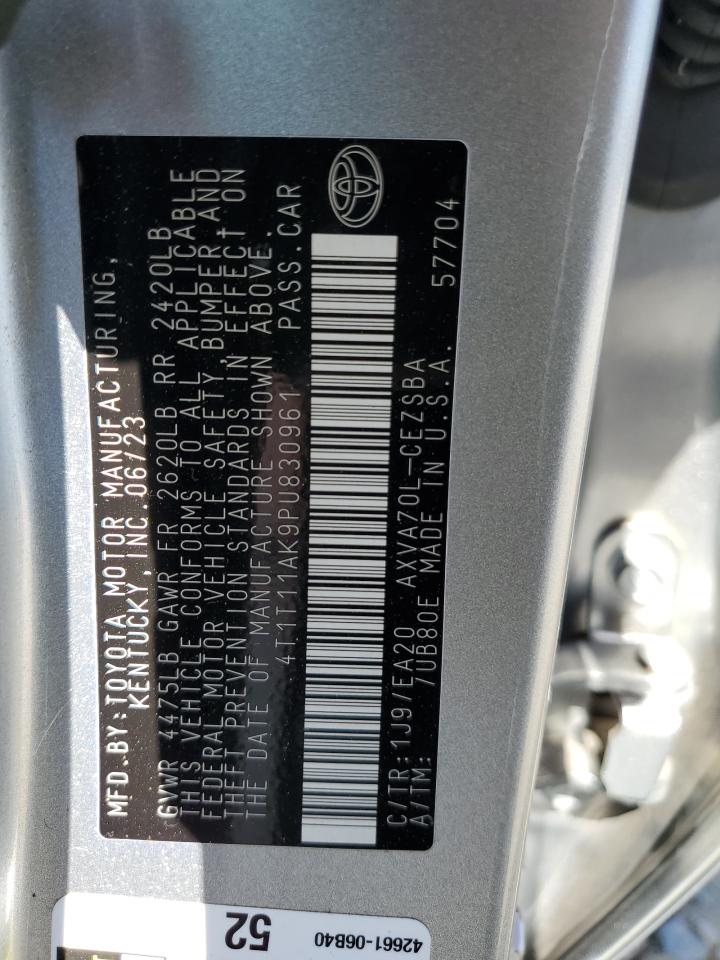 MFD.BY:TOYOTA MOTOR MANUFACTURING,
KENTUCKY, INC. 06/23
GVWR 4475LB GAWR FR 2620LB RR 2420LB
THIS VEHICLE CONFORMS TO ALL APPLICABLE
FEDERAL MOTOR VEHICLE SAFETY, BUMPER AND
THEFT PREVENTION STANDARDS IN EFFECT ON
THE DATE OF MANUFACTURE SHOWN ABOVE.
4T1T11AK9PU830961 PASS.CAR
C/TR:1J9/EA20 AXVA70L-CEZSBA
A/TM: 7UB80E MADE IN U.S.A. 57704
52
42661-06B40